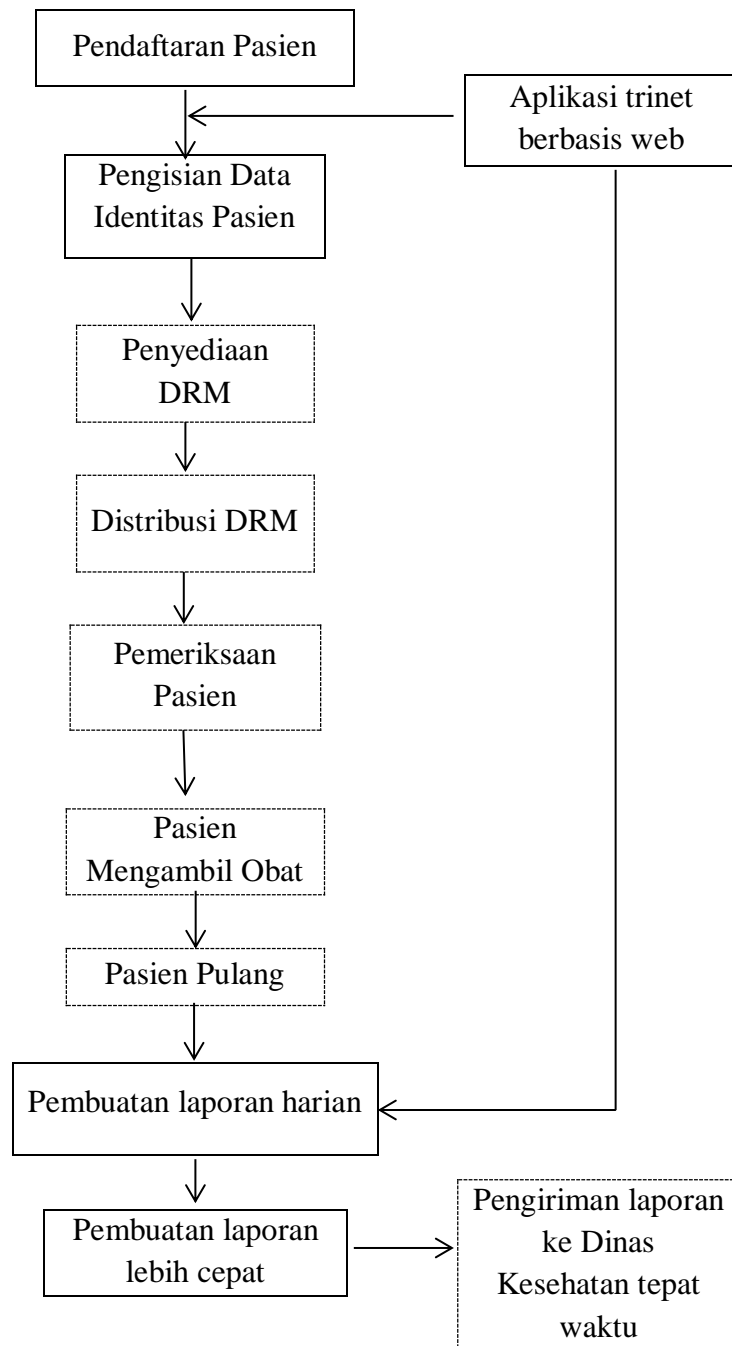 Pendaftaran Pasien
Aplikasi trinet
berbasis web
Pengisian Data
Identitas Pasien
Penyediaan
DRM
Distribusi DRM
Pemeriksaan
Pasien
Pasien
Mengambil Obat
Pasien Pulang
Pembuatan laporan harian
Pembuatan laporan
lebih cepat
Pengiriman laporan
ke Dinas
Kesehatan tepat
waktu